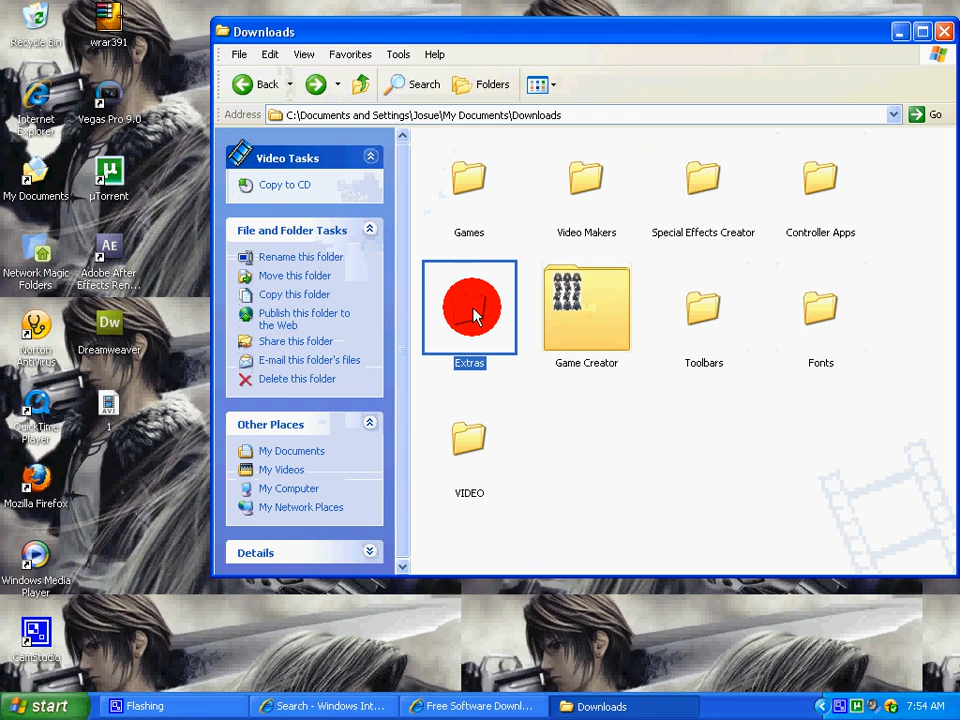 Recycle Bin
wrar391
Internet
Explorer
Vegas Pro 9.0
My Documents
µTorrent
Network Magic
Folders
Adobe After
Effects Ren...
Norton
AntiVirus
Dreamweaver
QuickTime
Player
1
Mozilla Firefox
Windows Media
Player
CamStudio
Downloads
File Edit View Favorites Tools Help
Back Search Folders
Address C:\Documents and Settings\Josue\My Documents\Downloads Go
Video Tasks
Copy to CD
File and Folder Tasks
Rename this folder
Move this folder
Copy this folder
Publish this folder to
the Web
Share this folder
E-mail this folder's files
Delete this folder
Other Places
My Documents
My Videos
My Computer
My Network Places
Details
Games Video Makers Special Effects Creator Controller Apps
Extras Game Creator Toolbars Fonts
VIDEO
start Flashing Search - Windows Int... Free Software Downl... Downloads 7:54 AM